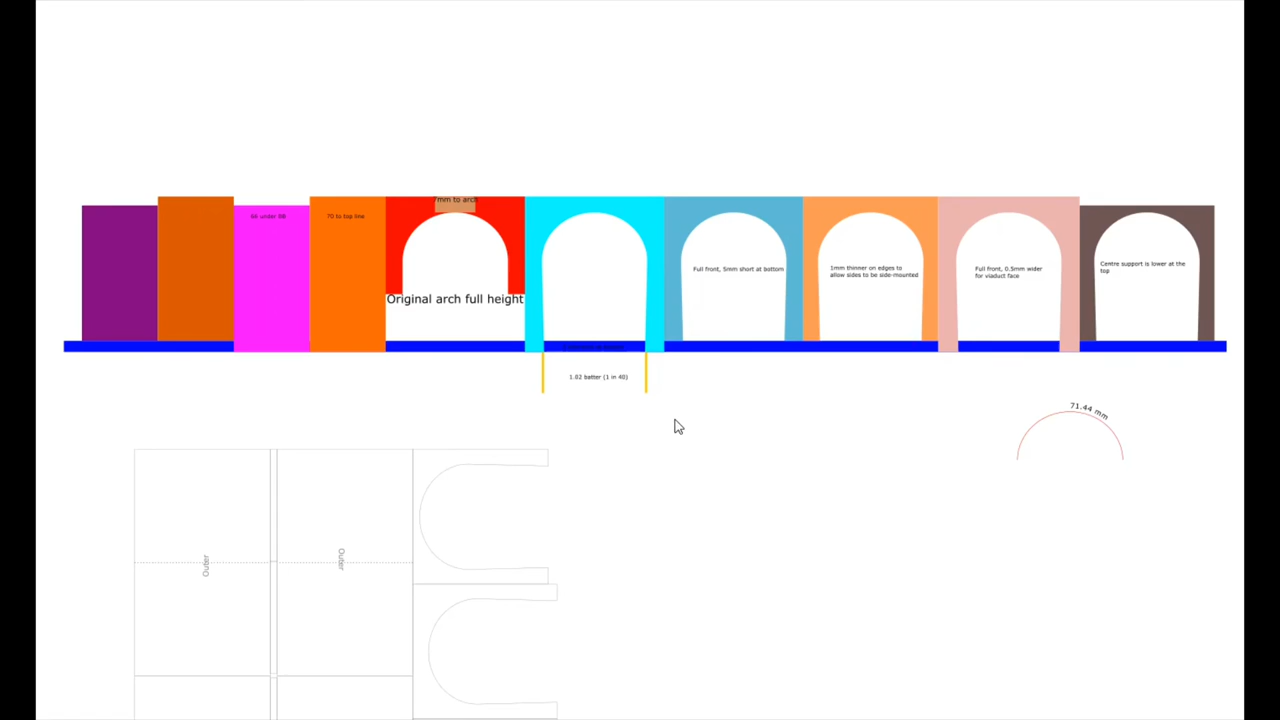 7mm to arch
66 under BB
70 to top line
Full front, 5mm short at bottom
1mm thinner on edges to
allow sides to be side-mounted
Full front, 0.5mm wider
for viaduct face
Centre support is lower at the
top
Original arch full height
1.02 batter (1 in 40)
71.44 mm
Outer
Outer